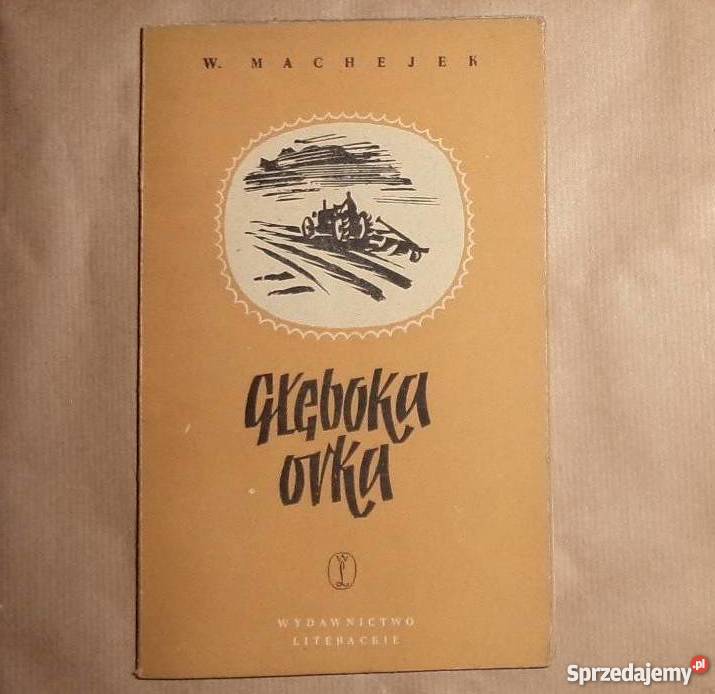 W. MACHEJEK
Głęboka
orka
WYDAWNICTWO
LITERACKIE
Sprzedajemy.pl